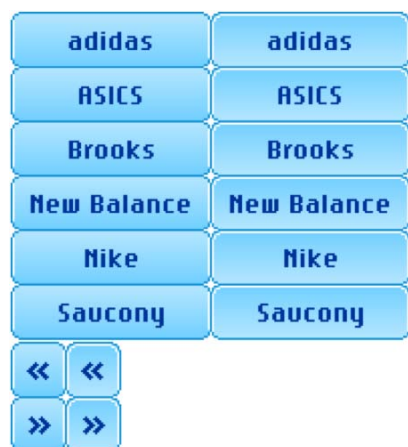 adidas adidas
ASICS ASICS
Brooks Brooks
New Balance New Balance
Nike Nike
Saucony Saucony
« «
» »